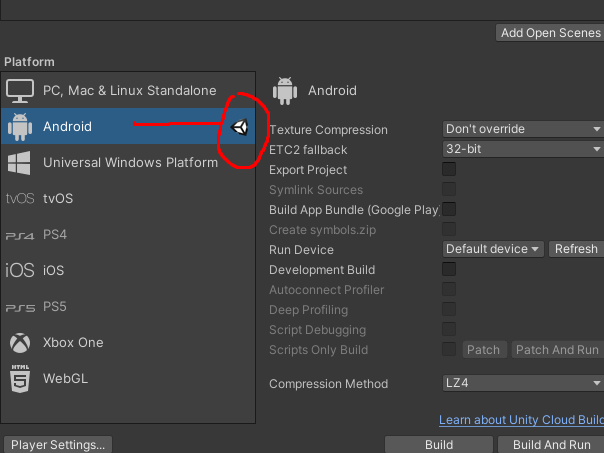 Add Open Scenes
Platform
PC, Mac & Linux Standalone
Android
Universal Windows Platform
tvOS tvOS
PS4 PS4
iOS iOS
PS5 PS5
Xbox One
HTML 5 WebGL
Android
Texture Compression Don't override
ETC2 fallback 32-bit
Export Project
Symlink Sources
Build App Bundle (Google Play)
Create symbols.zip
Run Device Default device Refresh
Development Build
Autoconnect Profiler
Deep Profiling
Script Debugging
Scripts Only Build Patch Patch And Run
Compression Method LZ4
Learn about Unity Cloud Build
Player Settings... Build Build And Run